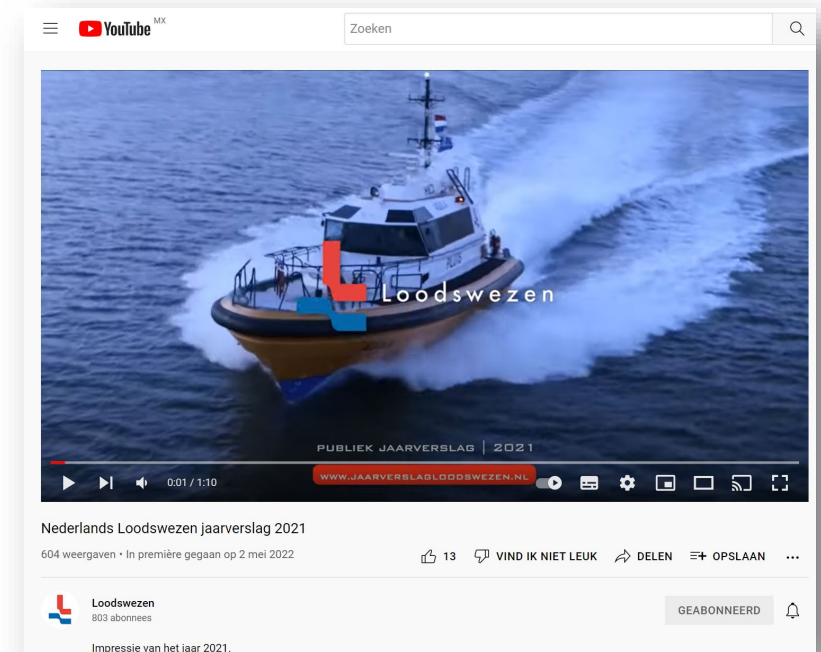 YouTube MX
Zoeken
Loodswezen
PUBLIEK JAARVERSLAG | 2021
WWW.JAARVERSLAGLOODSWEZEN.NL
0:01 / 1:10
Nederlands Loodswezen jaarverslag 2021
604 weergaven • In première gegaan op 2 mei 2022
13 VIND IK NIET LEUK DELEN OPSLAAN ...
Loodswezen
803 abonnees
GEABONNEERD
Impressie van het jaar 2021.